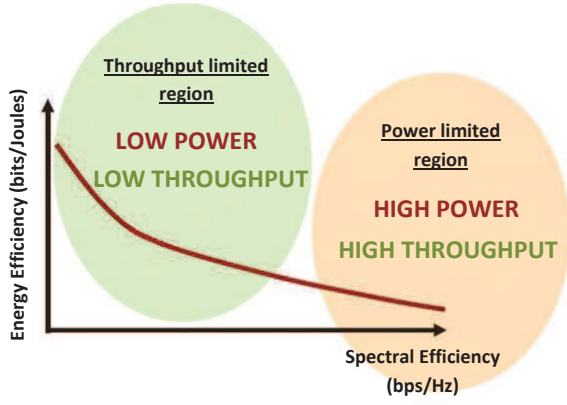 Throughput limited
region
LOW POWER
LOW THROUGHPUT
Power limited
region
HIGH POWER
HIGH THROUGHPUT
Energy Efficiency (bits/Joules)
Spectral Efficiency
(bps/Hz)